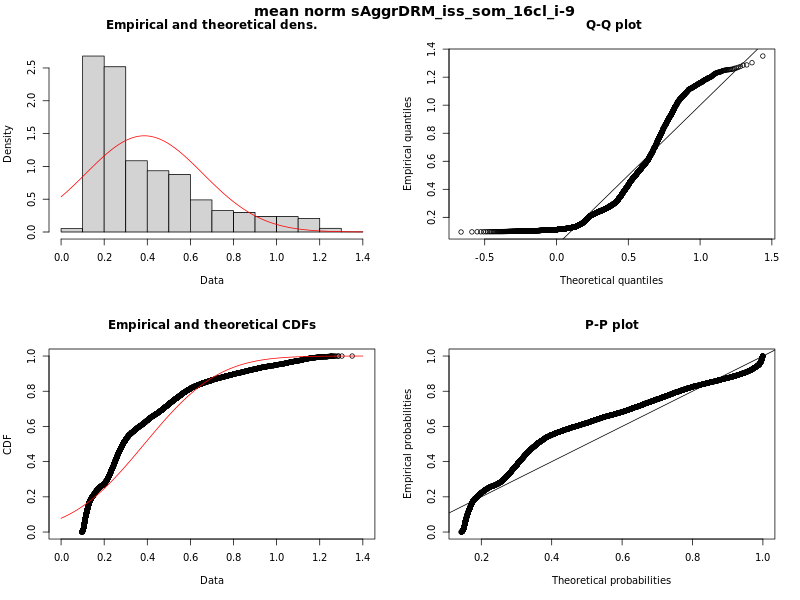 mean norm sAggrDRM_iss_som_16cl_i-9
Empirical and theoretical dens.
Density
0.0 0.5 1.0 1.5 2.0 2.5
0.0 0.2 0.4 0.6 0.8 1.0 1.2 1.4
Data
Q-Q plot
Empirical quantiles
0.2 0.4 0.6 0.8 1.0 1.2 1.4
-0.5 0.0 0.5 1.0 1.5
Theoretical quantiles
Empirical and theoretical CDFs
CDF
0.0 0.2 0.4 0.6 0.8 1.0
0.0 0.2 0.4 0.6 0.8 1.0 1.2 1.4
Data
P-P plot
Empirical probabilities
0.0 0.2 0.4 0.6 0.8 1.0
0.2 0.4 0.6 0.8 1.0
Theoretical probabilities